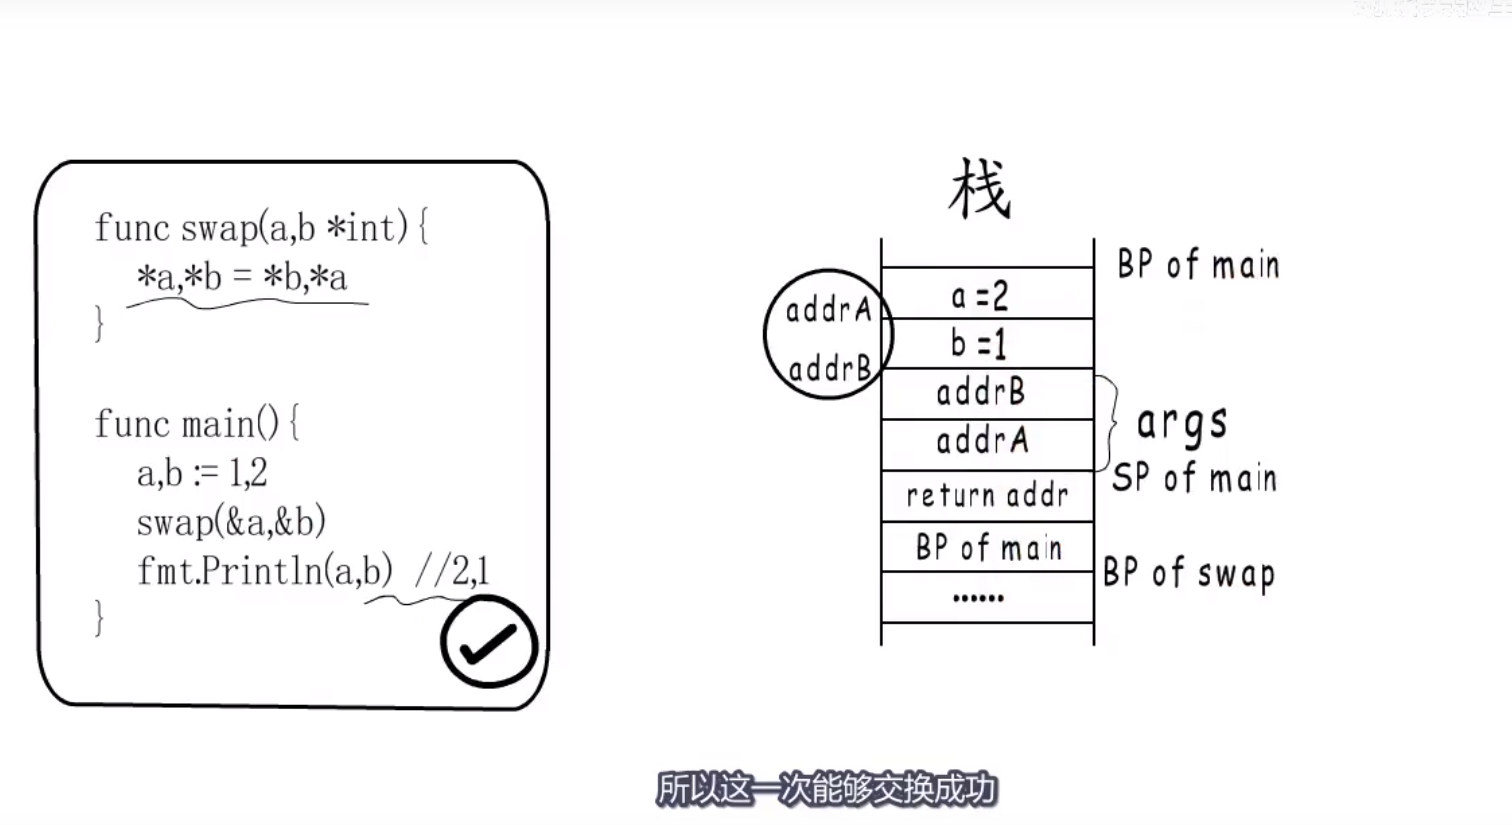 func swap(a,b *int){
*a,*b = *b,*a
}
func main(){
a,b := 1,2
swap(&a,&b)
fmt.Println(a,b) //2,1
}
栈
BP of main
addrA
a =2
addrB
b =1
addrB
addrA
args
SP of main
return addr
BP of main
BP of swap
......
所以这一次能够交换成功